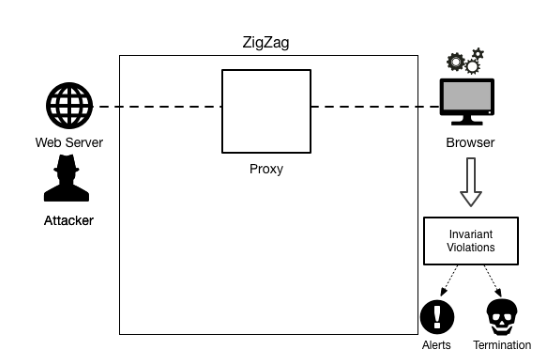 ZigZag
Web Server
Proxy
Browser
Attacker
Invariant
Violations
Alerts
Termination